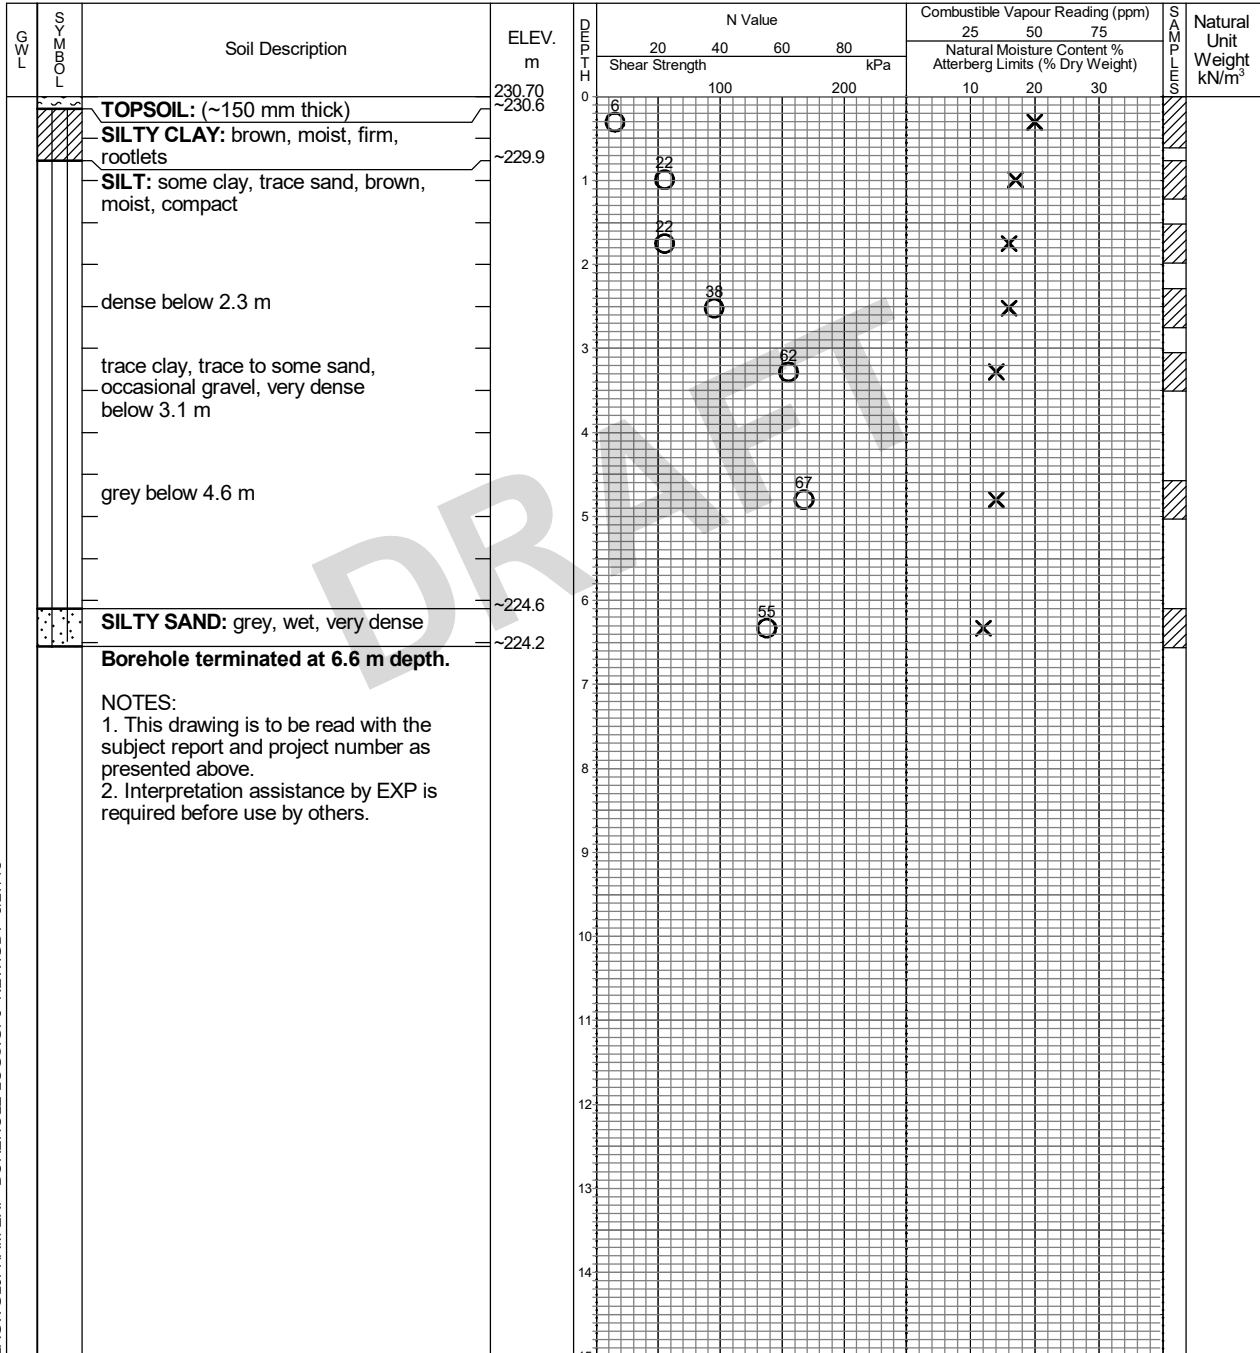 GWL
SYMBOL
Soil Description
ELEV.
m
DEPTH
N Value
20 40 60 80
Shear Strength kPa
100 200
Combustible Vapour Reading (ppm)
25 50 75
Natural Moisture Content %
Atterberg Limits (% Dry Weight)
10 20 30
SAMPLES
Natural
Unit
Weight
kN/m³
230.70
0
TOPSOIL: (~150 mm thick)
~230.6
6
SILTY CLAY: brown, moist, firm,
rootlets
~229.9
22
SILT: some clay, trace sand, brown,
moist, compact
1
22
2
dense below 2.3 m
38
3
62
trace clay, trace to some sand,
occasional gravel, very dense
below 3.1 m
4
grey below 4.6 m
67
5
DRAFT
6
~224.6
55
SILTY SAND: grey, wet, very dense
~224.2
Borehole terminated at 6.6 m depth.
7
NOTES:
1. This drawing is to be read with the
subject report and project number as
presented above.
2. Interpretation assistance by EXP is
required before use by others.
8
9
10
11
12
13
14